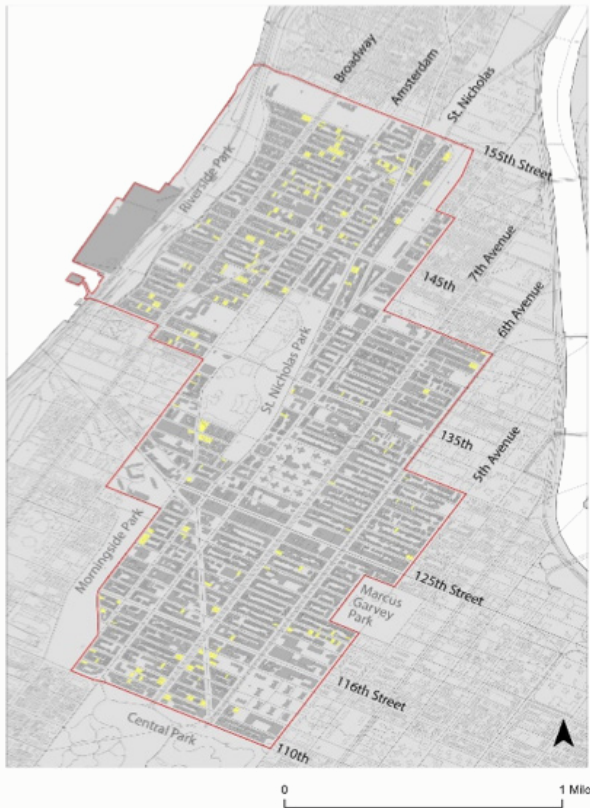 Broadway
Amsterdam
St. Nicholas
155th Street
Riverside Park
7th Avenue
145th
6th Avenue
St. Nicholas Park
135th
5th Avenue
Morningside Park
125th Street
Marcus
Garvey
Park
116th Street
Central Park
110th
0
1 Mile